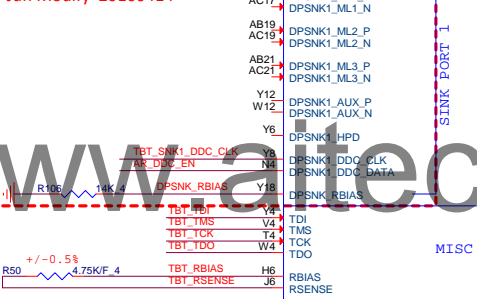 AC17 DPSNK1_ML1_N
AB19 DPSNK1_ML2_P
AC19 DPSNK1_ML2_N
AB21 DPSNK1_ML3_P
AC21 DPSNK1_ML3_N
Y12 DPSNK1_AUX_P
W12 DPSNK1_AUX_N
Y6 DPSNK1_HPD
TBT_SNK1_DDC_CLK Y8 DPSNK1_DDC_CLK
AR_DDC_EN N4 DPSNK1_DDC_DATA
R106 14K_4 DPSNK_RBIAS Y18 DPSNK_RBIAS
SINK PORT 1
www.aitec
TBT_TDI Y4 TDI
TBT_TMS V4 TMS
TBT_TCK T4 TCK
TBT_TDO W4 TDO
MISC
+/-0.5%
R50 4.75K/F_4 TBT_RBIAS H6 RBIAS
TBT_RSENSE J6 RSENSE